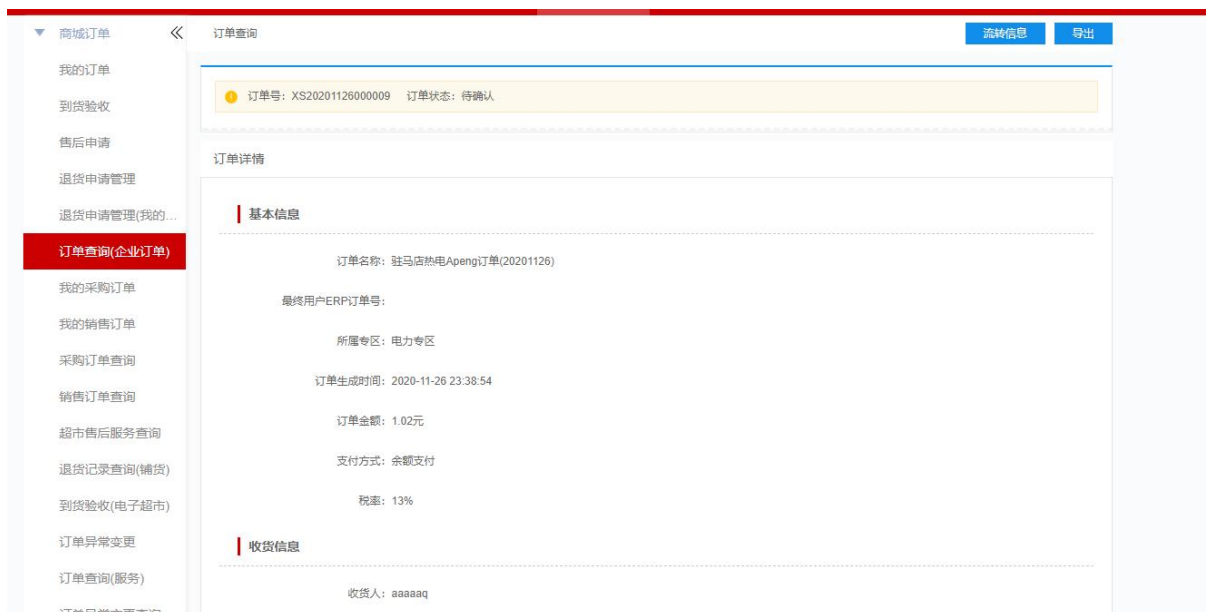 商城订单
我的订单
到货验收
售后申请
退货申请管理
退货申请管理(我的...
订单查询(企业订单)
我的采购订单
我的销售订单
采购订单查询
销售订单查询
超市售后服务查询
退货记录查询(铺货)
到货验收(电子超市)
订单异常变更
订单查询(服务)
订单异常变更查询
订单查询
流转信息 导出
订单号：XS20201126000009 订单状态：待确认
订单详情
基本信息
订单名称：驻马店热电Apeng订单(20201126)
最终用户ERP订单号：
所属专区：电力专区
订单生成时间：2020-11-26 23:38:54
订单金额：1.02元
支付方式：余额支付
税率：13%
收货信息
收货人：aaaaaq